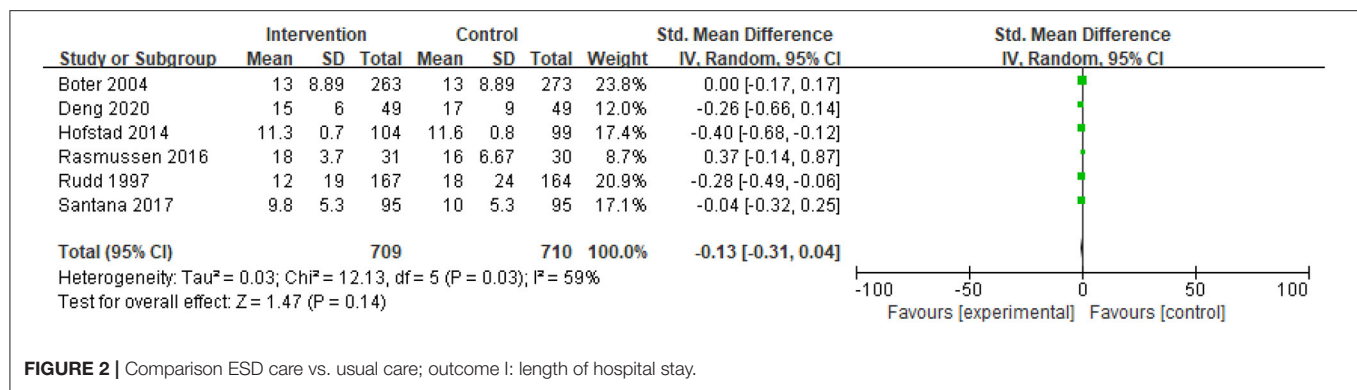 Intervention Control Std. Mean Difference Std. Mean Difference
Study or Subgroup Mean SD Total Mean SD Total Weight IV, Random, 95% CI IV, Random, 95% CI
Boter 2004 13 8.89 263 13 8.89 273 23.8% 0.00 [-0.17, 0.17]
Deng 2020 15 6 49 17 9 49 12.0% -0.26 [-0.66, 0.14]
Hofstad 2014 11.3 0.7 104 11.6 0.8 99 17.4% -0.40 [-0.68, -0.12]
Rasmussen 2016 18 3.7 31 16 6.67 30 8.7% 0.37 [-0.14, 0.87]
Rudd 1997 12 19 167 18 24 164 20.9% -0.28 [-0.49, -0.06]
Santana 2017 9.8 5.3 95 10 5.3 95 17.1% -0.04 [-0.32, 0.25]
Total (95% CI) 709 710 100.0% -0.13 [-0.31, 0.04]
Heterogeneity: Tau² = 0.03; Chi² = 12.13, df = 5 (P = 0.03); I² = 59%
Test for overall effect: Z = 1.47 (P = 0.14)
-100 -50 0 50 100
Favours [experimental] Favours [control]
FIGURE 2 | Comparison ESD care vs. usual care; outcome I: length of hospital stay.